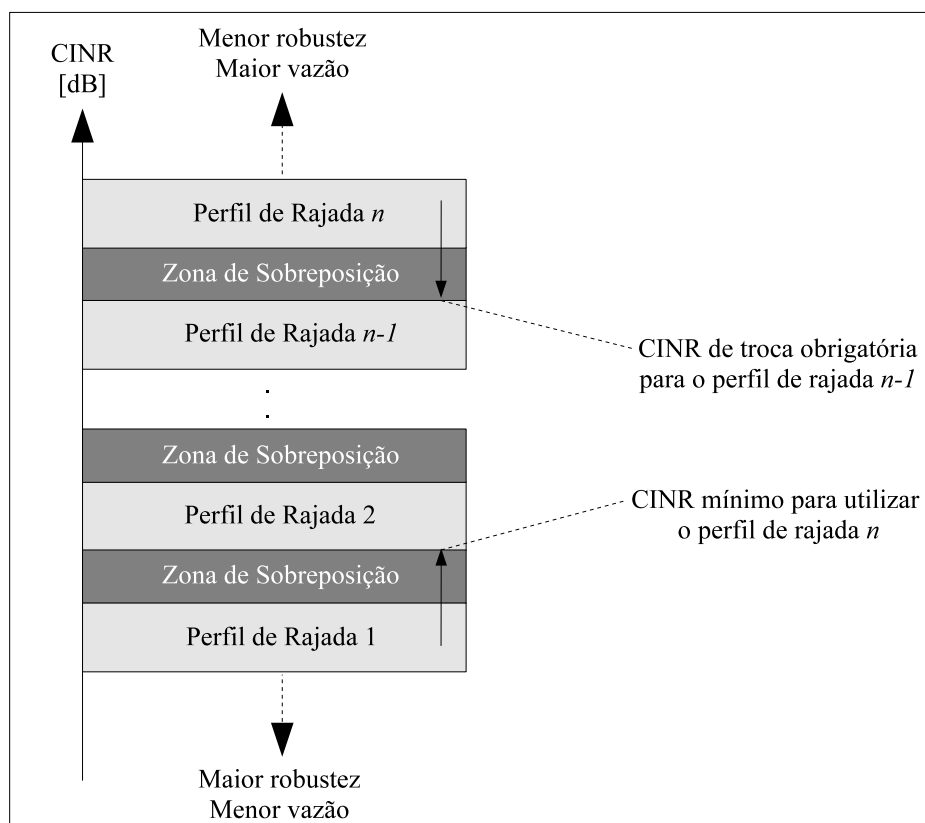 CINR
[dB]
Menor robustez
Maior vazão
Perfil de Rajada n
Zona de Sobreposição
Perfil de Rajada n-1
CINR de troca obrigatória
para o perfil de rajada n-1
.
.
Zona de Sobreposição
Perfil de Rajada 2
CINR mínimo para utilizar
o perfil de rajada n
Zona de Sobreposição
Perfil de Rajada 1
Maior robustez
Menor vazão